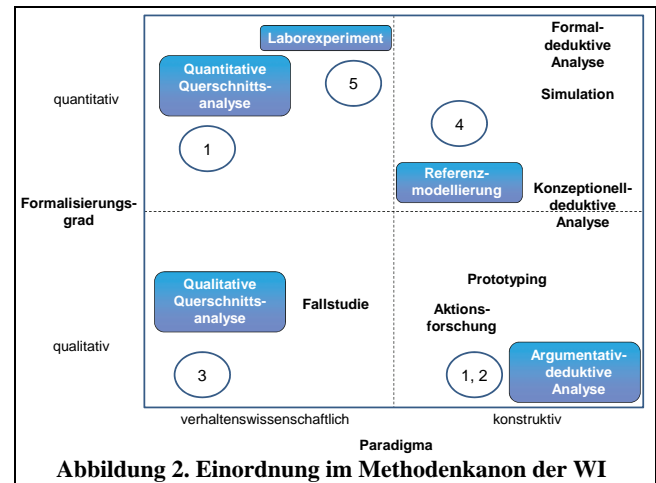 Laborexperiment
Formal-
deduktive
Analyse
Quantitative
Querschnitts-
analyse
5
quantitativ
Simulation
4
1
Referenz-
modellierung
Konzeptionell-
deduktive
Analyse
Formalisierungs-
grad
Prototyping
Qualitative
Querschnitts-
analyse
Fallstudie
Aktions-
forschung
qualitativ
3
1, 2
Argumentativ-
deduktive
Analyse
verhaltenswissenschaftlich
konstruktiv
Paradigma
Abbildung 2. Einordnung im Methodenkanon der WI